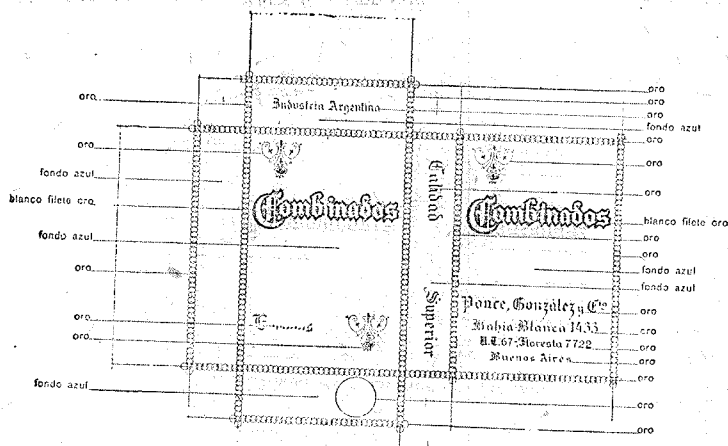 Industria Argentina
Combinados
Calidad
Superior
Combinados
Ponce, González y Cía
Bahía Blanca 1433
U.T. 67-Floresta 7722
Buenos Aires
oro
oro
fondo azul
blanco filete oro
fondo azul
oro
oro
oro
fondo azul
oro
oro
oro
fondo azul
oro
oro
oro
blanco filete oro
oro
oro
fondo azul
fondo azul
oro
oro
oro
oro
oro
oro
oro